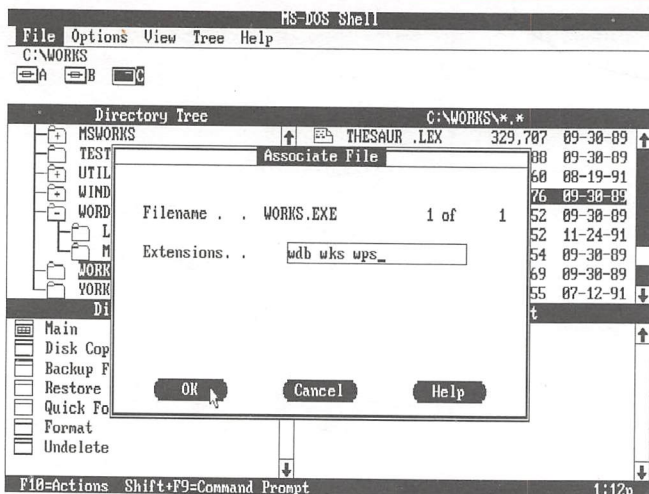 MS-DOS Shell
File Options View Tree Help
C:\WORKS
A B C
Directory Tree C:\WORKS\*.*
+ MSWORKS THESAUR .LEX 329,707 09-30-89
TEST 88 09-30-89
+ UTIL 60 08-19-91
+ WIND 76 09-30-89
- WORD 52 09-30-89
L 52 11-24-91
M 54 09-30-89
WORK 69 09-30-89
YORK 55 07-12-91
Associate File
Filename . . WORKS.EXE 1 of 1
Extensions. . wdb wks wps_
OK Cancel Help
Di t
Main
Disk Cop
Backup F
Restore
Quick Fo
Format
Undelete
F10=Actions Shift+F9=Command Prompt 1:12p